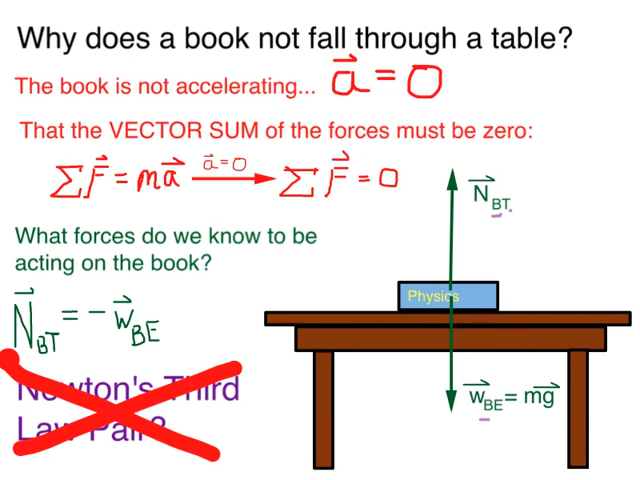 Why does a book not fall through a table?
The book is not accelerating... a⃗ = 0
That the VECTOR SUM of the forces must be zero:
∑F⃗ = ma⃗ a⃗=0 → ∑F⃗ = 0
N⃗BT
What forces do we know to be
acting on the book?
Physics
N⃗BT = −w⃗BE
Newton's Third
Law Pair?
w⃗BE = mg⃗